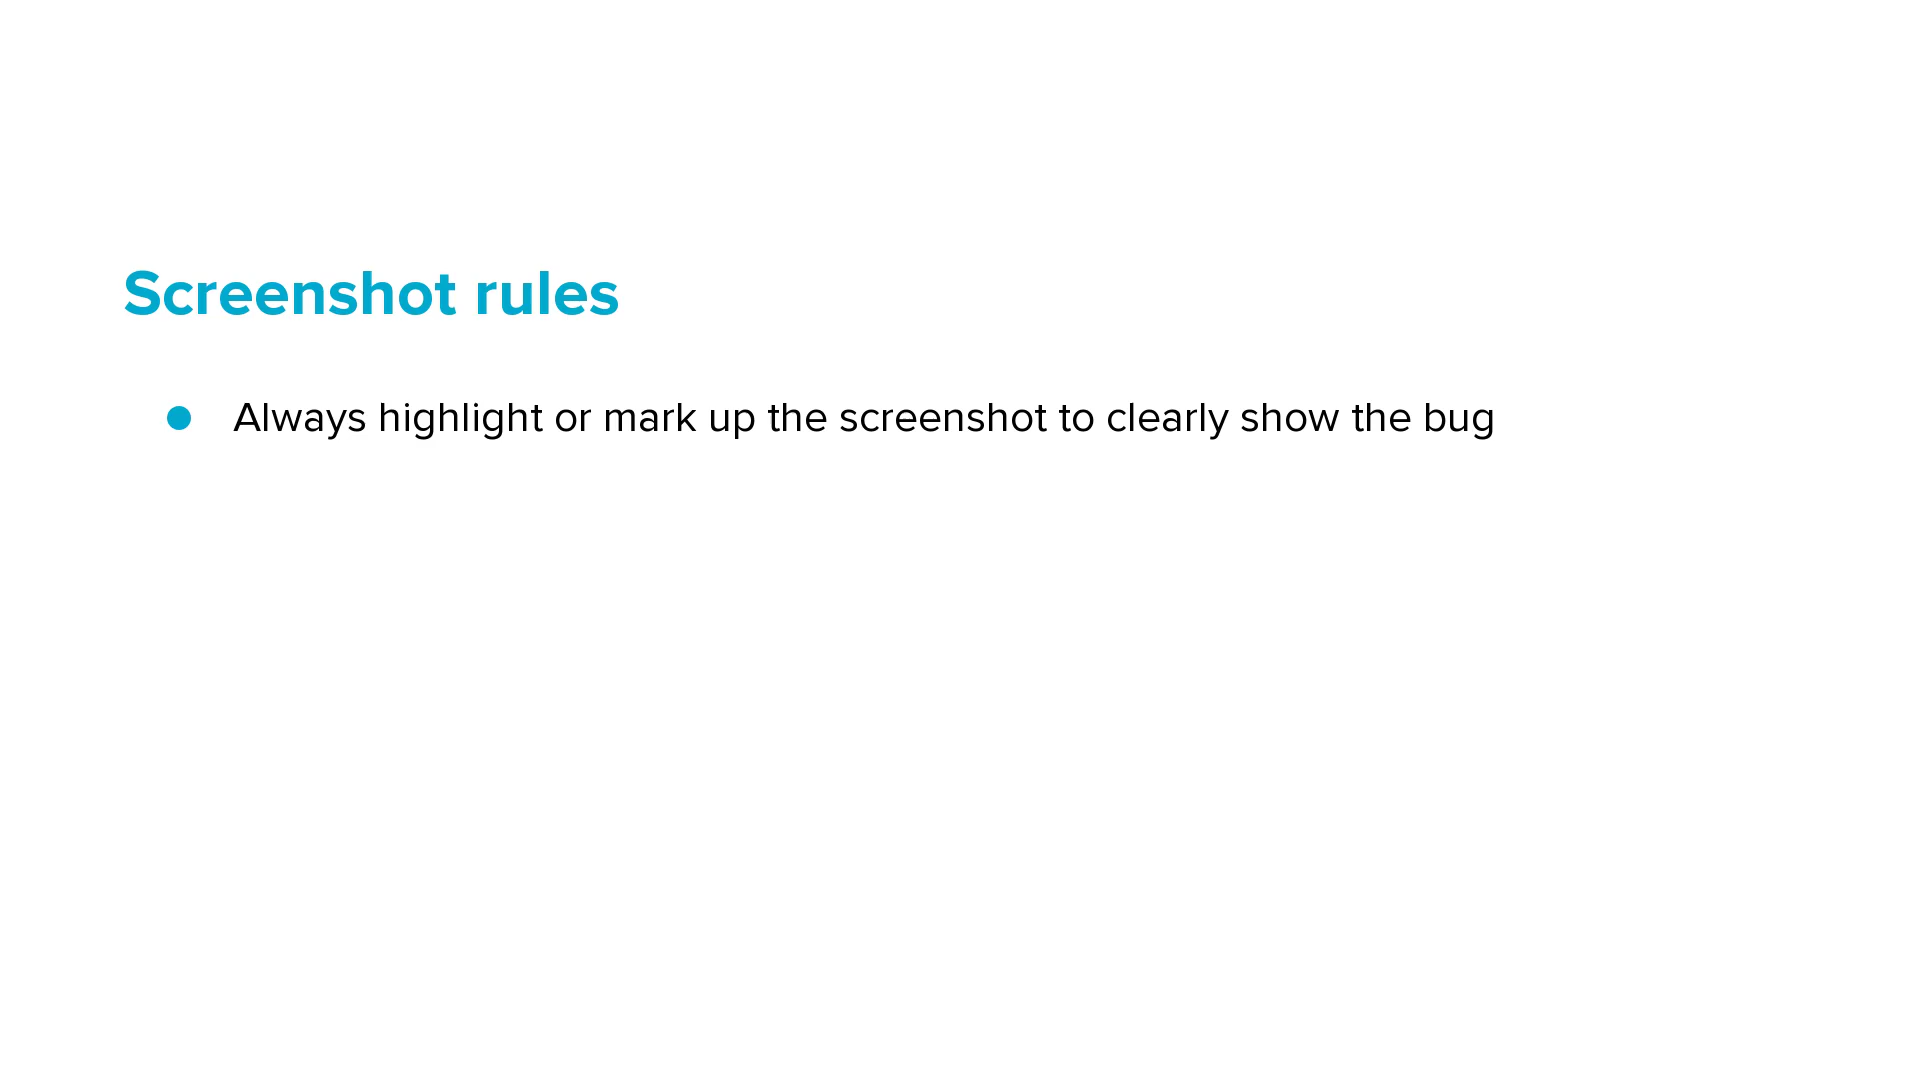 Screenshot rules
Always highlight or mark up the screenshot to clearly show the bug